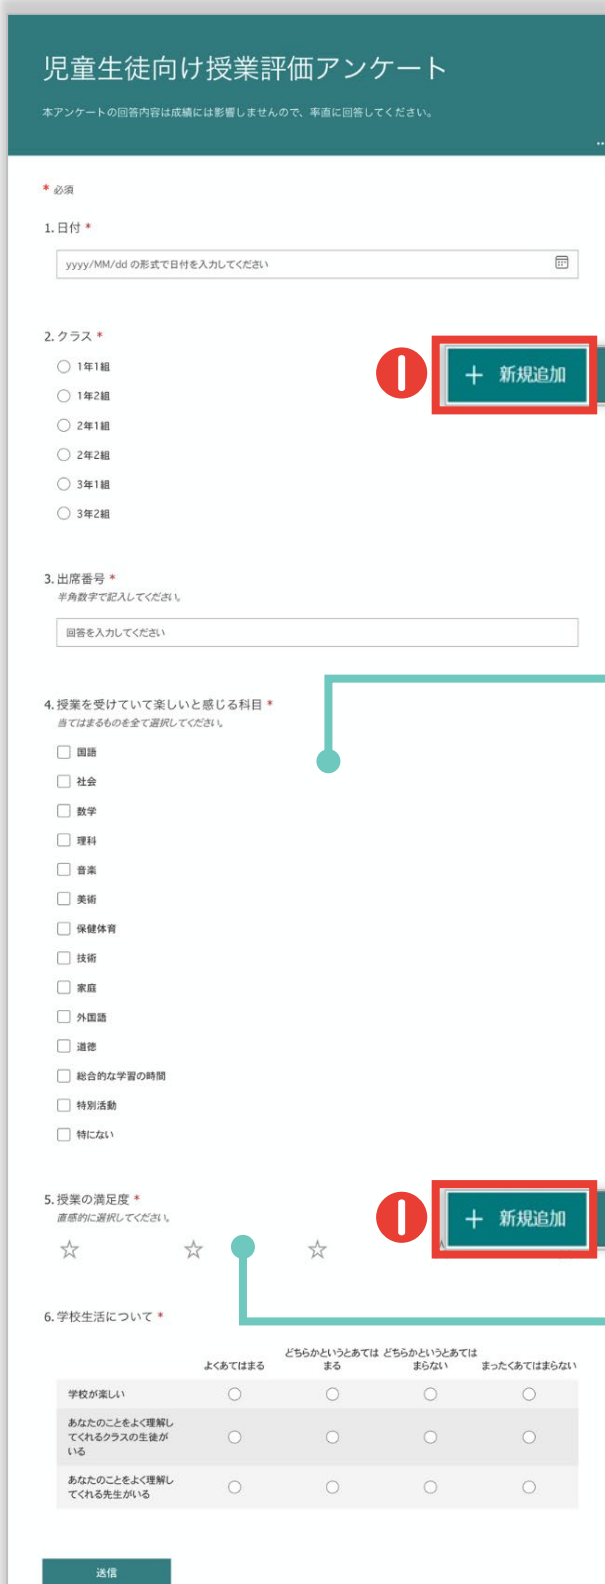 児童生徒向け授業評価アンケート
本アンケートの回答内容は成績には影響しませんので、率直に回答してください。
* 必須
1. 日付 *
yyyy/MM/dd の形式で日付を入力してください
2. クラス *
1年1組
1 ＋ 新規追加
1年2組
2年1組
2年2組
3年1組
3年2組
3. 出席番号 *
半角数字で記入してください。
回答を入力してください
4. 授業を受けていて楽しいと感じる科目 *
当てはまるものを全て選択してください。
国語
社会
数学
理科
音楽
美術
保健体育
技術
家庭
外国語
道徳
総合的な学習の時間
特別活動
特にない
5. 授業の満足度 *
1 ＋ 新規追加
直感的に選択してください。
6. 学校生活について *
よくあてはまる
どちらかというとあては
まる
どちらかというとあては
まらない
まったくあてはまらない
学校が楽しい
あなたのことをよく理解し
てくれるクラスの生徒が
いる
あなたのことをよく理解し
てくれる先生がいる
送信